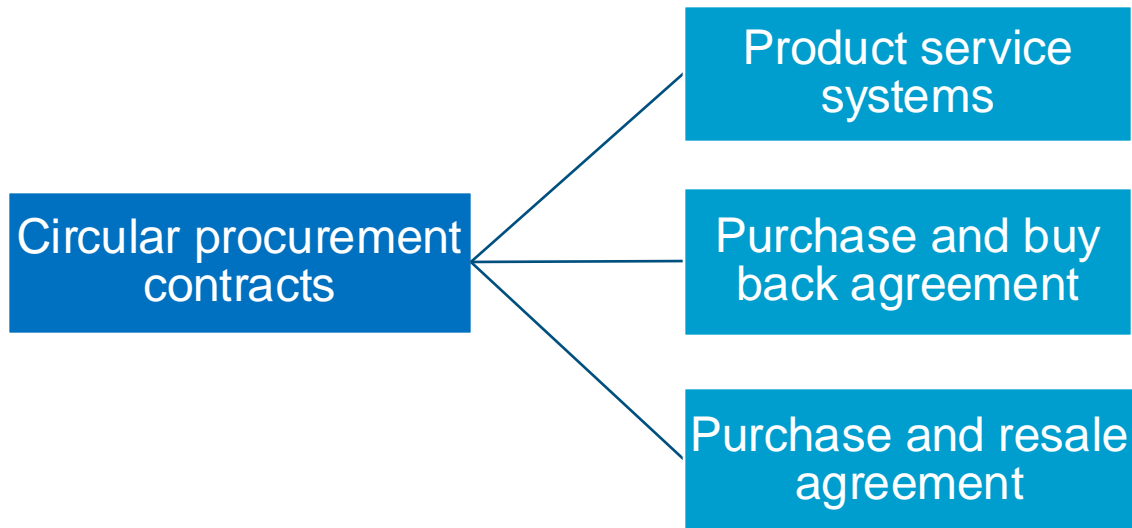 Product service
systems
Circular procurement
contracts
Purchase and buy
back agreement
Purchase and resale
agreement